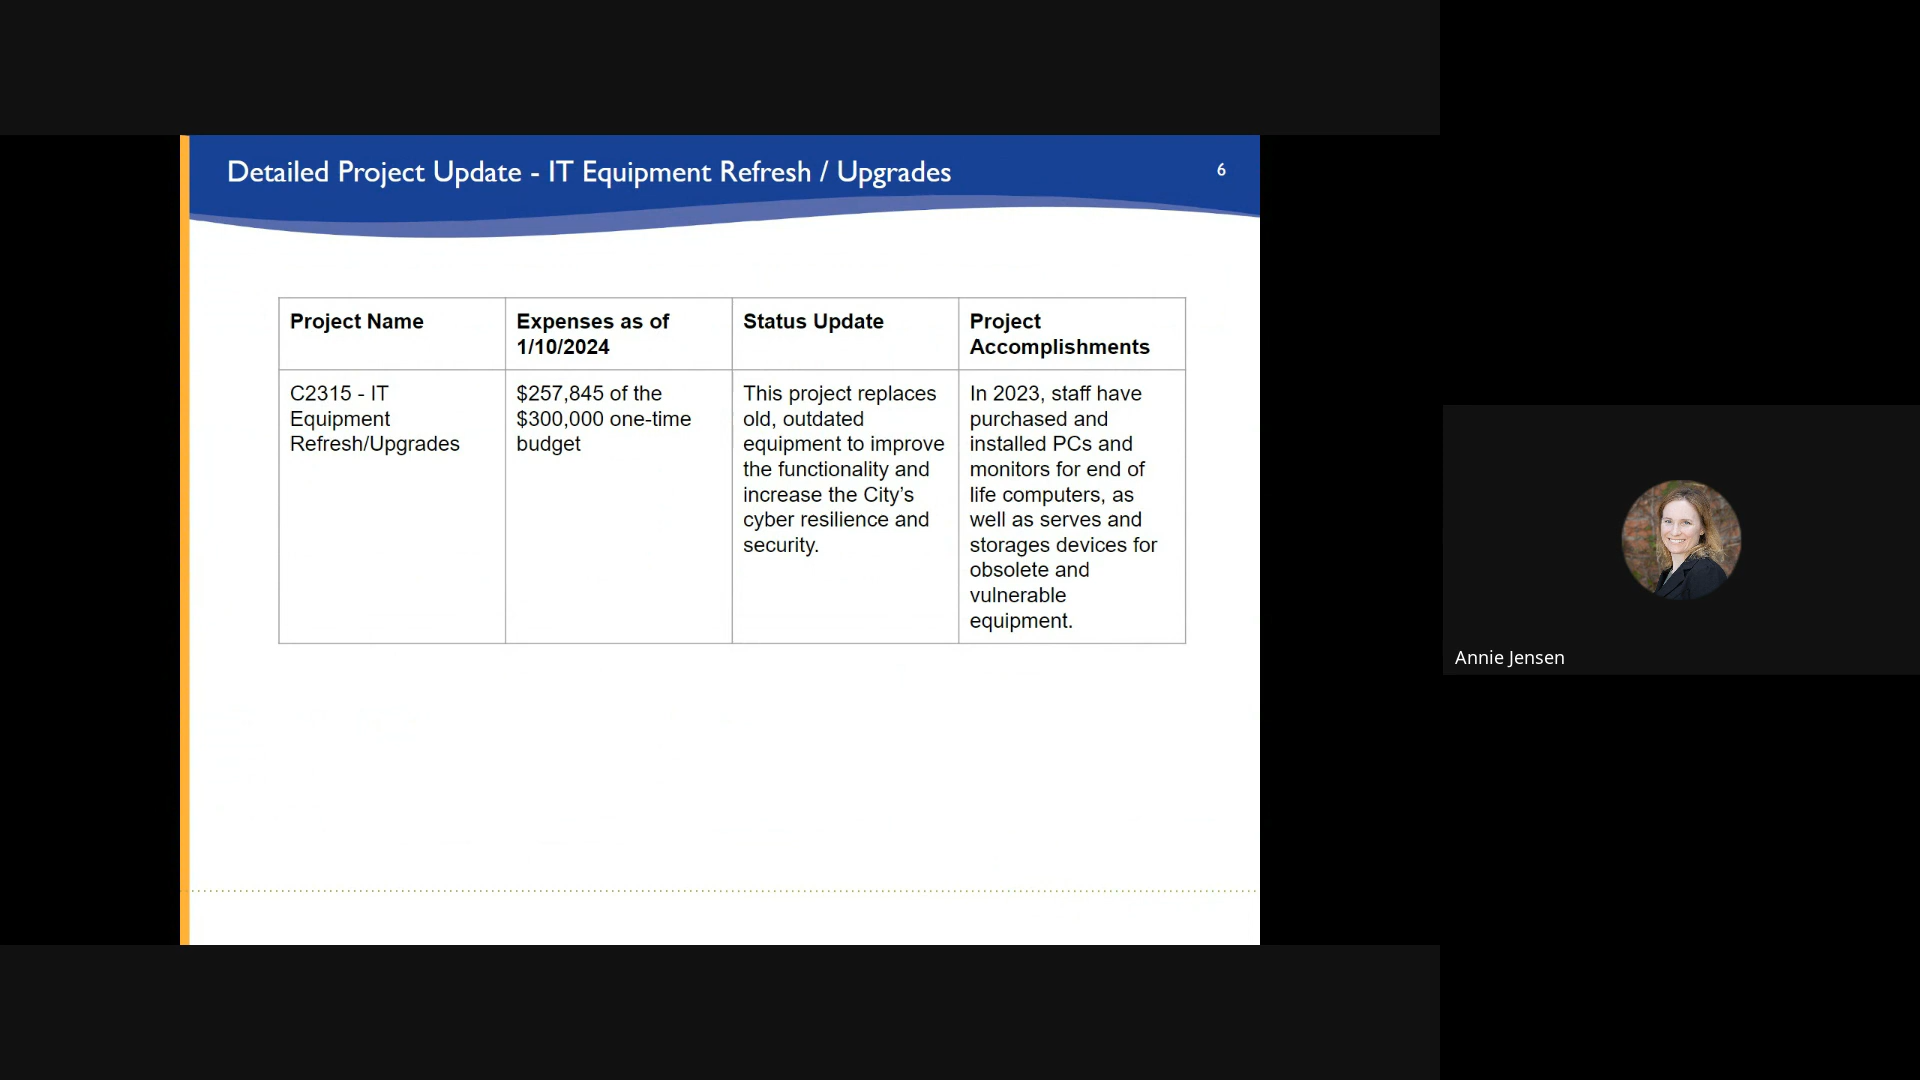 Detailed Project Update - IT Equipment Refresh / Upgrades
6
Project Name
Expenses as of
1/10/2024
Status Update
Project
Accomplishments
C2315 - IT
Equipment
Refresh/Upgrades
$257,845 of the
$300,000 one-time
budget
This project replaces
old, outdated
equipment to improve
the functionality and
increase the City’s
cyber resilience and
security.
In 2023, staff have
purchased and
installed PCs and
monitors for end of
life computers, as
well as serves and
storages devices for
obsolete and
vulnerable
equipment.
Annie Jensen